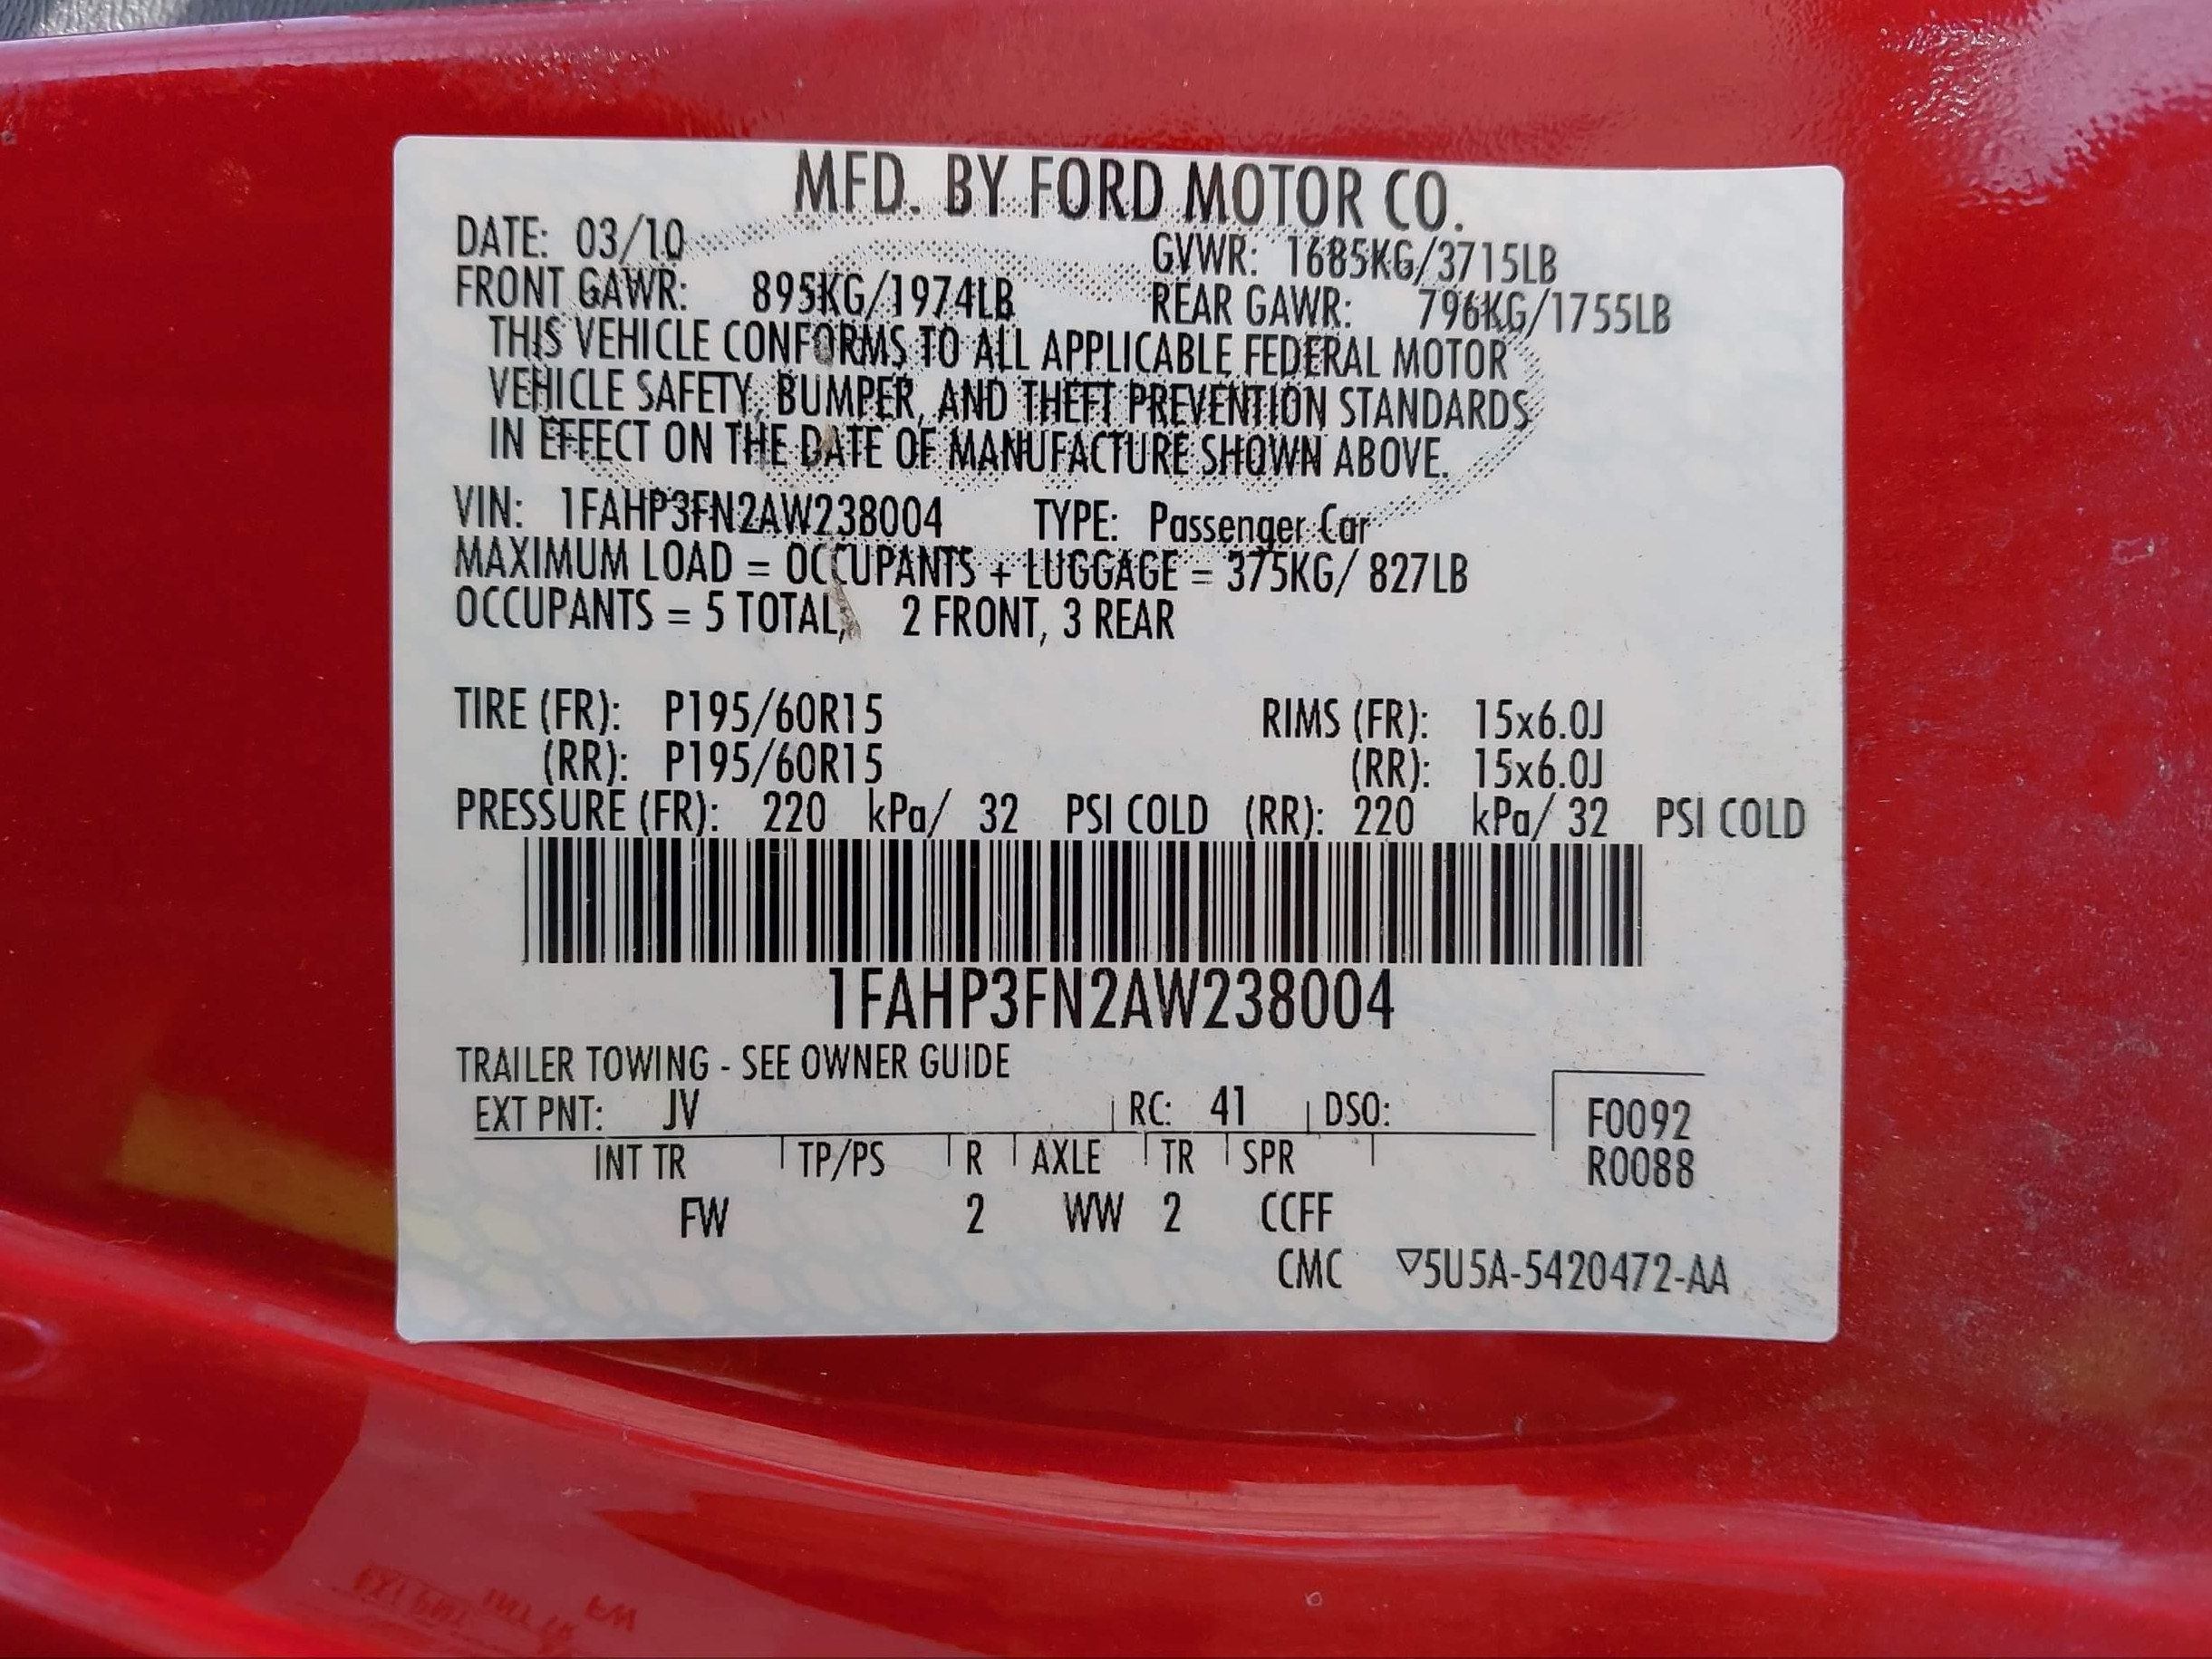 MFD. BY FORD MOTOR CO.
DATE: 03/10 GVWR: 1685KG/3715LB
FRONT GAWR: 895KG/1974LB REAR GAWR: 796KG/1755LB
THIS VEHICLE CONFORMS TO ALL APPLICABLE FEDERAL MOTOR
VEHICLE SAFETY, BUMPER, AND THEFT PREVENTION STANDARDS
IN EFFECT ON THE DATE OF MANUFACTURE SHOWN ABOVE.
VIN: 1FAHP3FN2AW238004 TYPE: Passenger Car
MAXIMUM LOAD = OCCUPANTS + LUGGAGE = 375KG/ 827LB
OCCUPANTS = 5 TOTAL, 2 FRONT, 3 REAR
TIRE (FR): P195/60R15 RIMS (FR): 15x6.0J
(RR): P195/60R15 (RR): 15x6.0J
PRESSURE (FR): 220 kPa/ 32 PSI COLD (RR): 220 kPa/ 32 PSI COLD
1FAHP3FN2AW238004
TRAILER TOWING - SEE OWNER GUIDE
EXT PNT: JV RC: 41 DSO: F0092
INT TR TP/PS R AXLE TR SPR R0088
FW 2 WW 2 CCFF
CMC ▽5U5A-5420472-AA